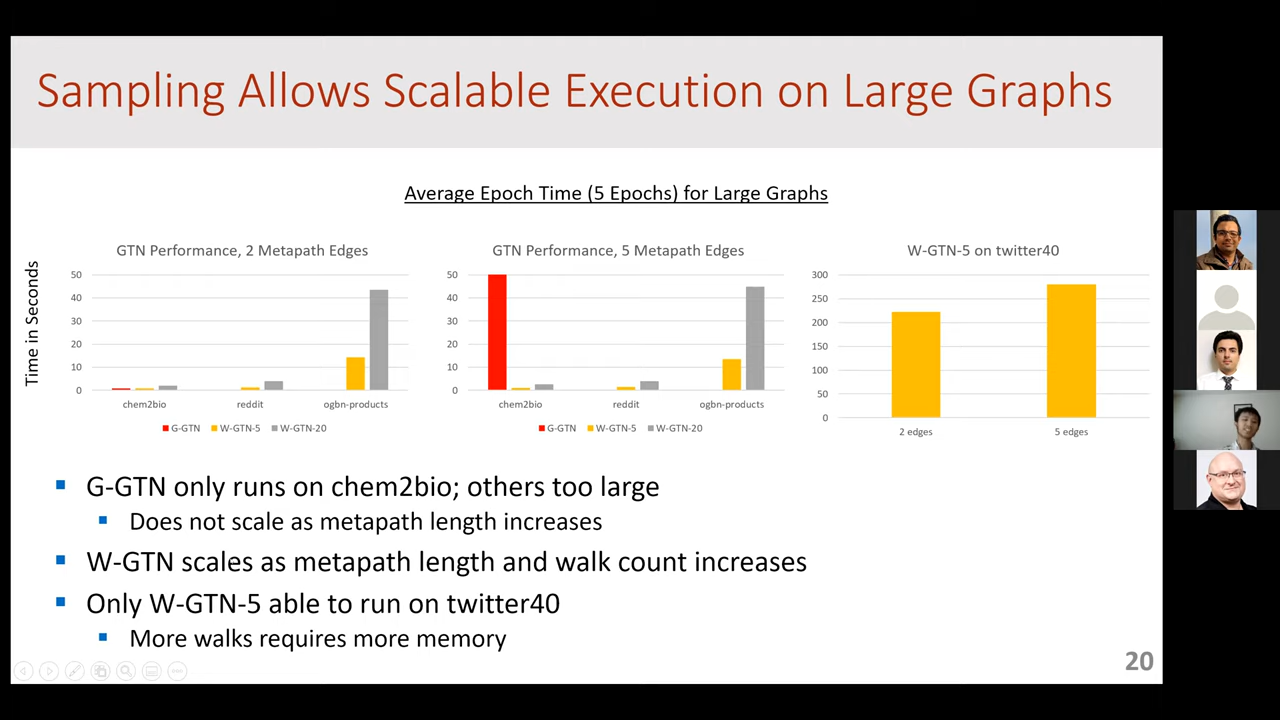 Sampling Allows Scalable Execution on Large Graphs
Average Epoch Time (5 Epochs) for Large Graphs
Time in Seconds
GTN Performance, 2 Metapath Edges
50
40
30
20
10
0
chem2bio reddit ogbn-products
G-GTN W-GTN-5 W-GTN-20
GTN Performance, 5 Metapath Edges
50
40
30
20
10
0
chem2bio reddit ogbn-products
G-GTN W-GTN-5 W-GTN-20
W-GTN-5 on twitter40
300
250
200
150
100
50
0
2 edges 5 edges
G-GTN only runs on chem2bio; others too large
Does not scale as metapath length increases
W-GTN scales as metapath length and walk count increases
Only W-GTN-5 able to run on twitter40
More walks requires more memory
20